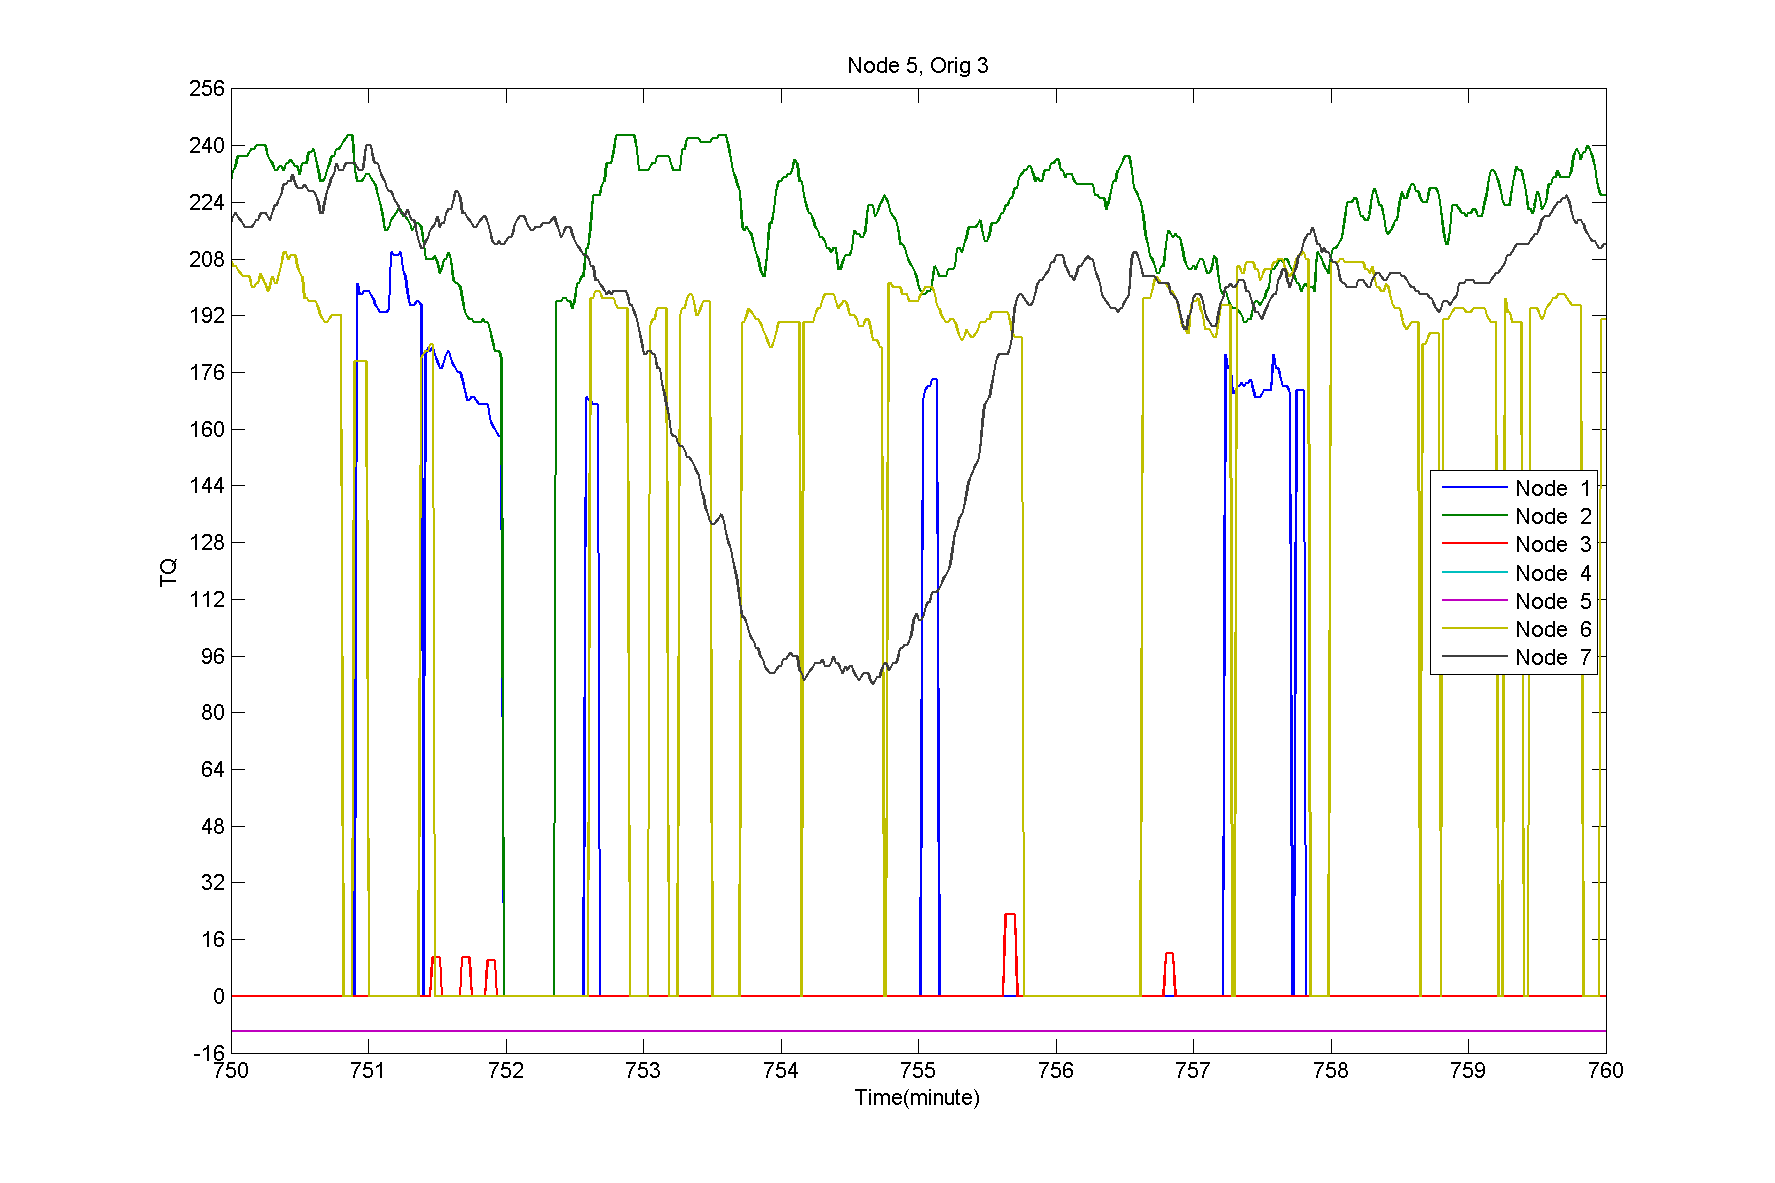 Node 5, Orig 3
256
240
224
208
192
176
160
144
128
112
96
80
64
48
32
16
0
-16
TQ
Node 1
Node 2
Node 3
Node 4
Node 5
Node 6
Node 7
750 751 752 753 754 755 756 757 758 759 760
Time(minute)